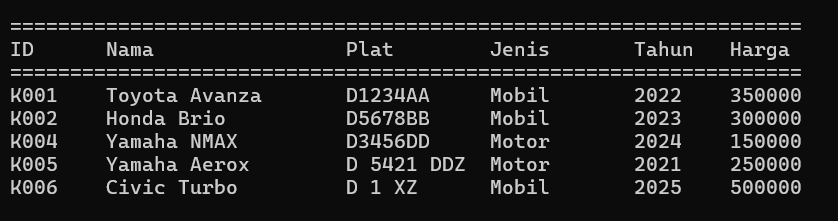 ==================================================================
ID      Nama                Plat        Jenis       Tahun   Harga
==================================================================
K001    Toyota Avanza       D1234AA     Mobil       2022    350000
K002    Honda Brio          D5678BB     Mobil       2023    300000
K004    Yamaha NMAX         D3456DD     Motor       2024    150000
K005    Yamaha Aerox        D 5421 DDZ  Motor       2021    250000
K006    Civic Turbo         D 1 XZ      Mobil       2025    500000